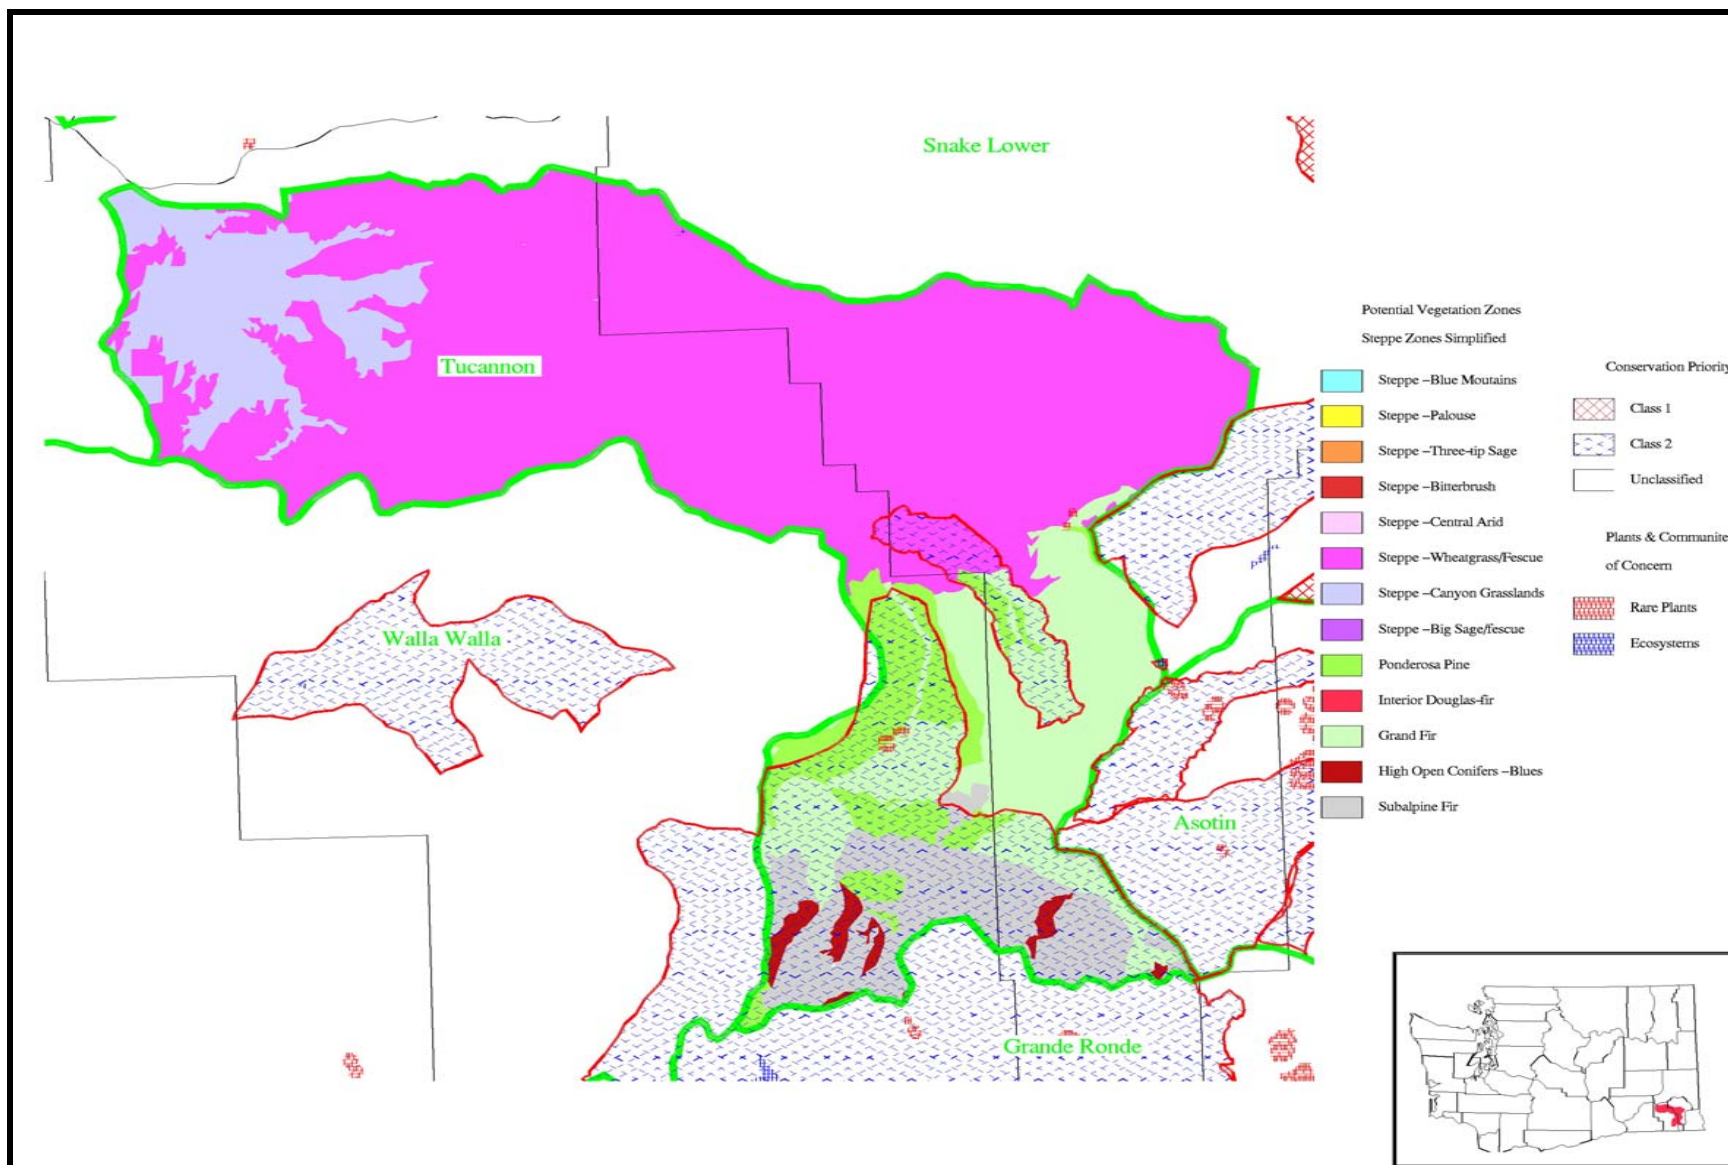 Snake Lower
Tucannon
Walla Walla
Asotin
Grande Ronde
Potential Vegetation Zones
Steppe Zones Simplified
Steppe –Blue Moutains
Steppe –Palouse
Steppe –Three–tip Sage
Steppe –Bitterbrush
Steppe –Central Arid
Steppe –Wheatgrass/Fescue
Steppe –Canyon Grasslands
Steppe –Big Sage/fescue
Ponderosa Pine
Interior Douglas–fir
Grand Fir
High Open Conifers –Blues
Subalpine Fir
Conservation Priority
Class 1
Class 2
Unclassified
Plants & Communite
of Concern
Rare Plants
Ecosystems